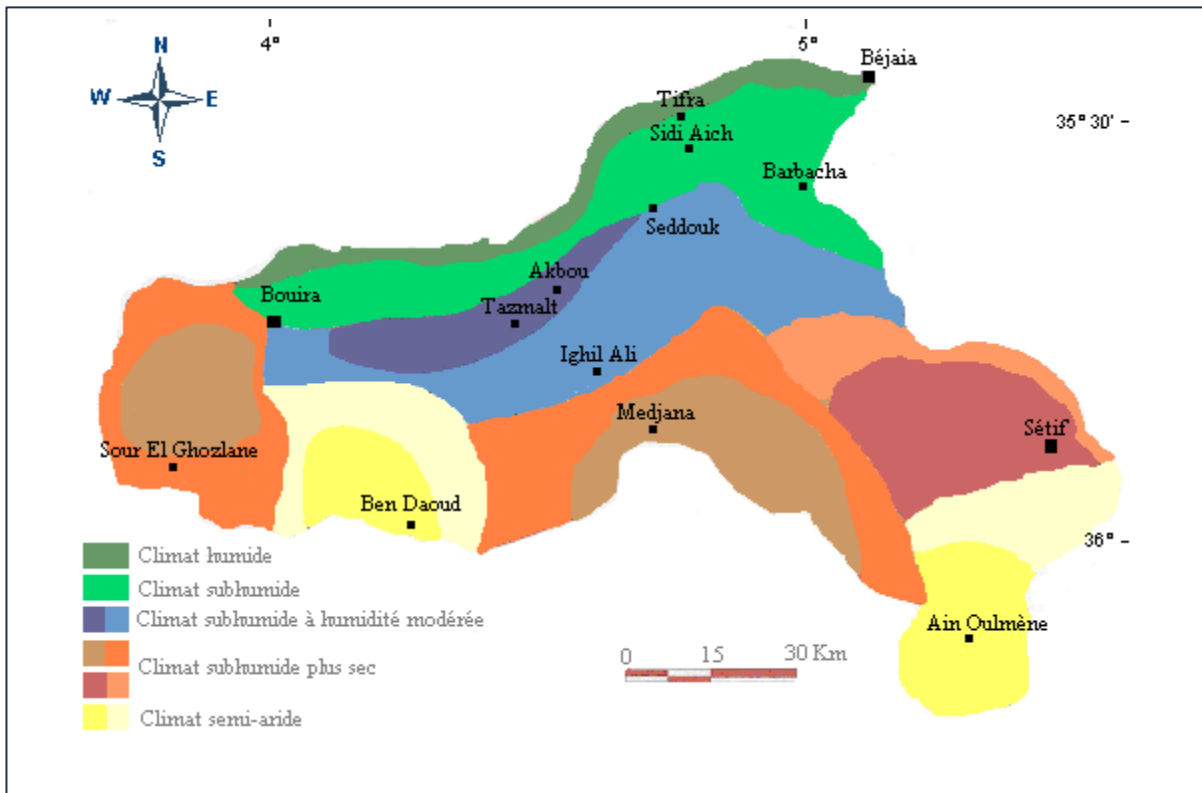 4°
5°
N
W
E
S
Béjaia
Tifra
35° 30'
Sidi Aich
Barbacha
Seddouk
Akbou
Bouira
Tazmalt
Ighil Ali
Medjana
Sétif
Sour El Ghozlane
Ben Daoud
36°
Climat humide
Climat subhumide
Climat subhumide à humidité modérée
Climat subhumide plus sec
Climat semi-aride
Ain Oulmène
0 15 30 Km